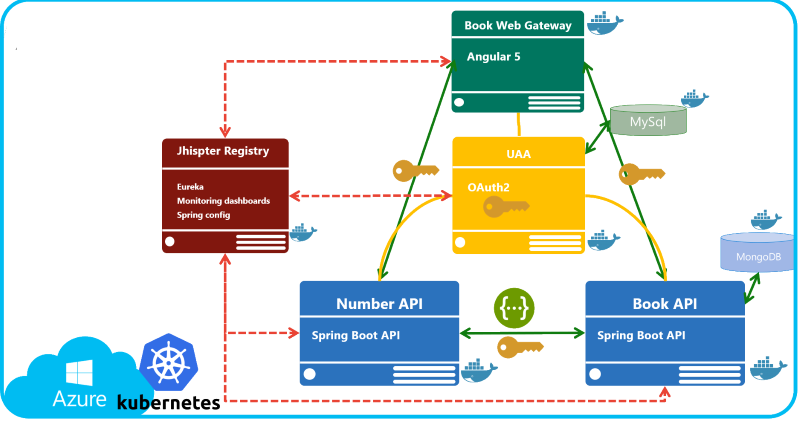 Book Web Gateway
Angular 5
MySql
Jhispter Registry
Eureka
Monitoring dashboards
Spring config
UAA
OAuth2
MongoDB
Number API
Spring Boot API
{···}
Book API
Spring Boot API
Azure
kubernetes